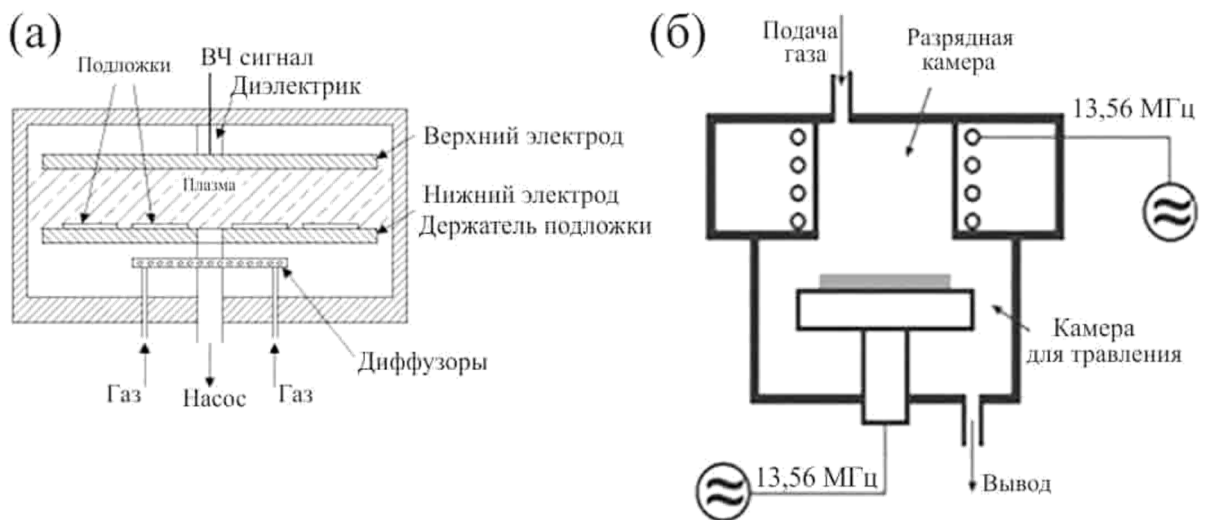 (а)
Подложки
ВЧ сигнал
Диэлектрик
Верхний электрод
Плазма
Нижний электрод
Держатель подложки
Диффузоры
Газ
Насос
Газ
(б)
Подача
газа
Разрядная
камера
13,56 МГц
Камера
для травления
13,56 МГц
Вывод